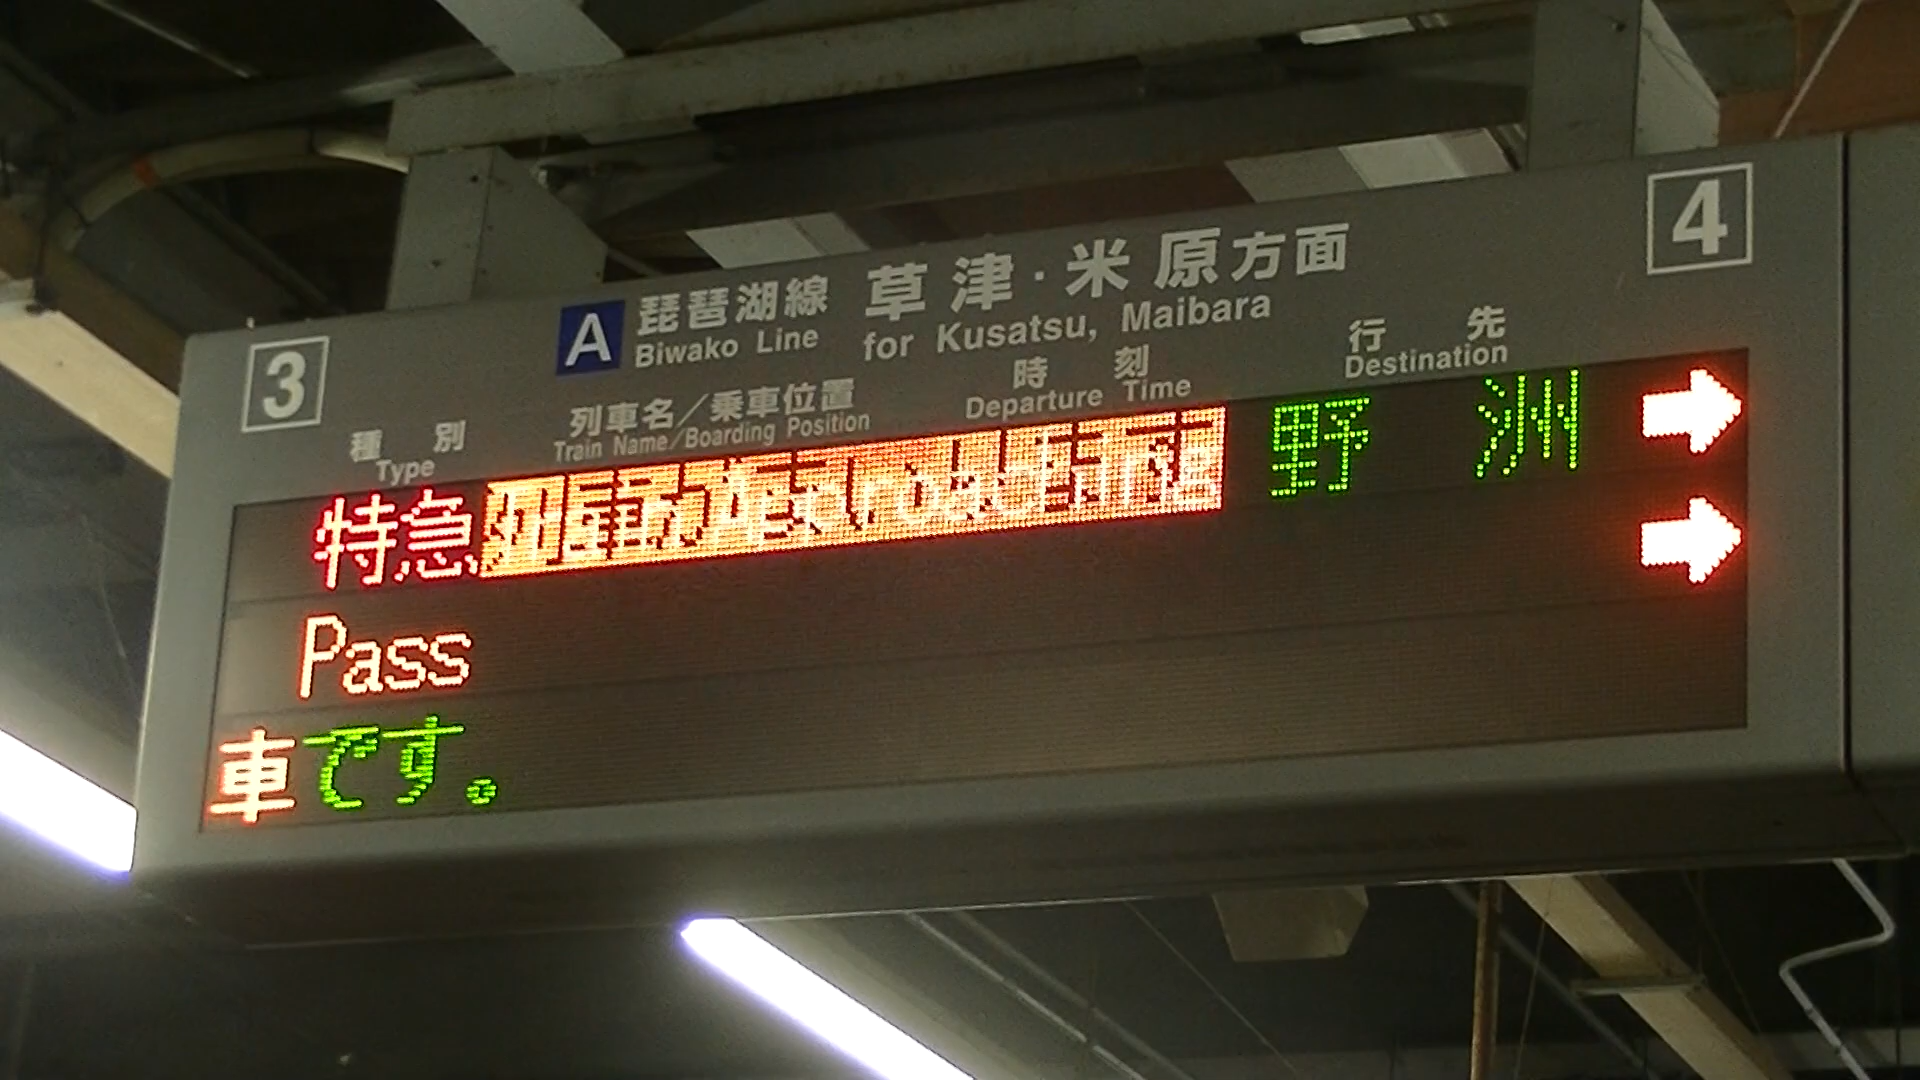 3
4
A 琵琶湖線 草津・米原方面
Biwako Line for Kusatsu, Maibara
種別 列車名/乗車位置 時刻 行先
Type Train Name/Boarding Position Departure Time Destination
特急 野洲
Pass
車です。